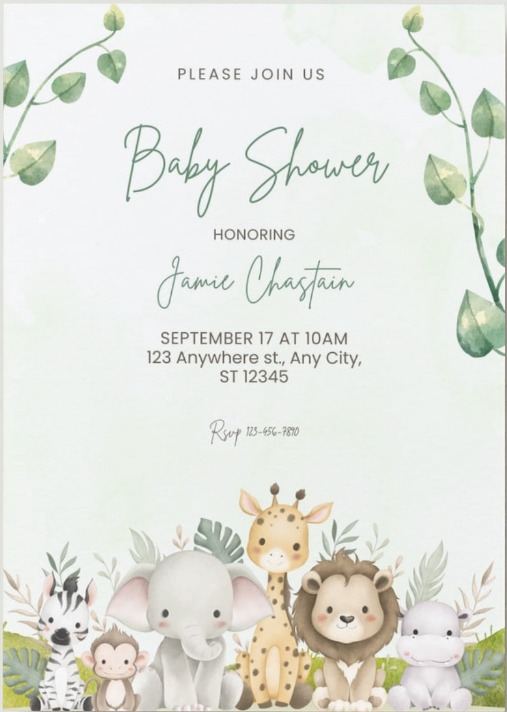 PLEASE JOIN US
Baby Shower
HONORING
Jamie Chastain
SEPTEMBER 17 AT 10AM
123 Anywhere st., Any City,
ST 12345
Rsvp 123-456-7890